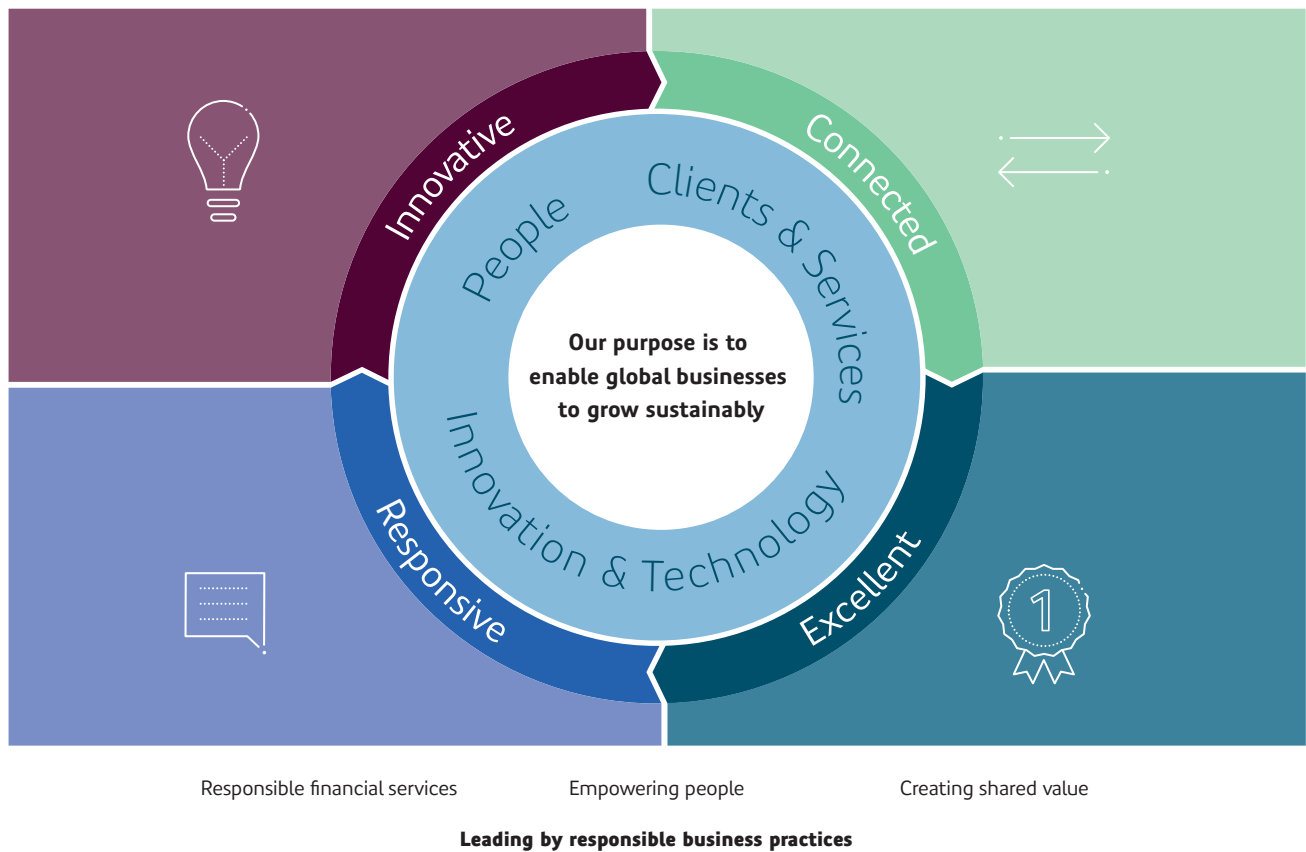 Innovative
Connected
People
Clients & Services
Our purpose is to
enable global businesses
to grow sustainably
Innovation & Technology
Responsive
Excellent
1
Responsible financial services
Empowering people
Creating shared value
Leading by responsible business practices